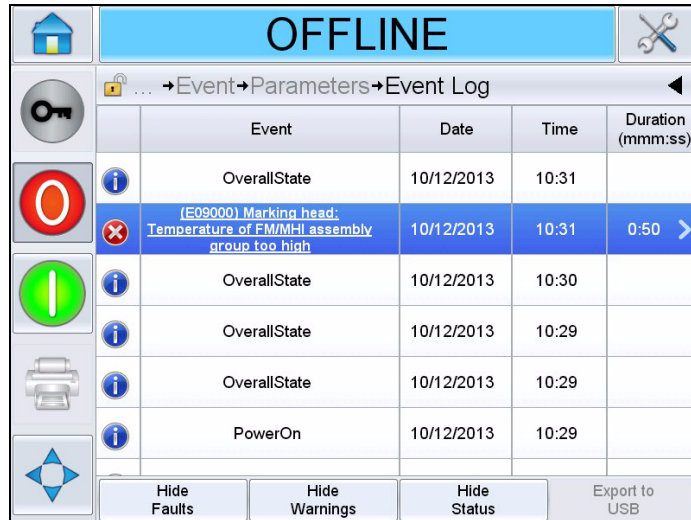 OFFLINE
... →Event→Parameters→Event Log
Event Date Time Duration
(mmm:ss)
OverallState 10/12/2013 10:31
(E09000) Marking head:
Temperature of FM/MHI assembly
group too high
10/12/2013 10:31 0:50
OverallState 10/12/2013 10:30
OverallState 10/12/2013 10:29
OverallState 10/12/2013 10:29
PowerOn 10/12/2013 10:29
Hide
Faults
Hide
Warnings
Hide
Status
Export to
USB